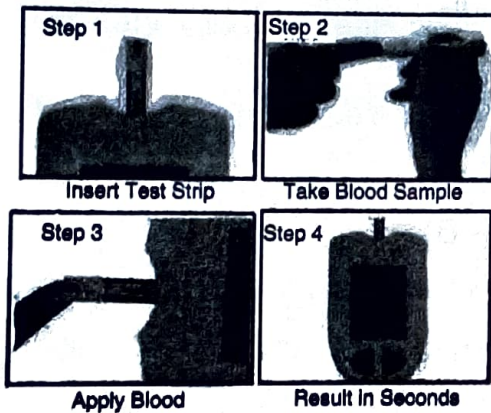 Step 1
Step 2
Insert Test Strip
Take Blood Sample
Step 3
Step 4
Apply Blood
Result in Seconds